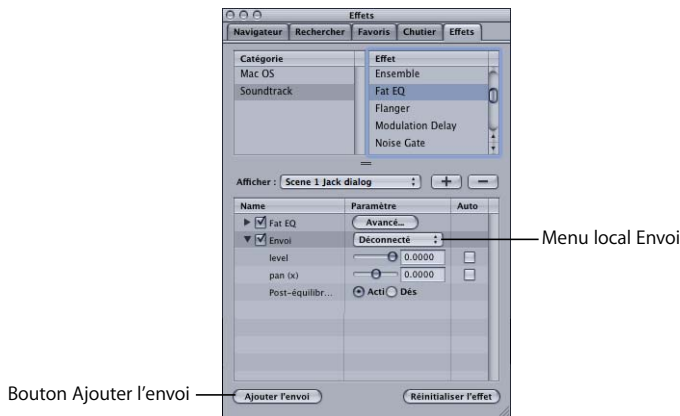 Effets
Navigateur Rechercher Favoris Chutier Effets
Catégorie Effet
Mac OS Ensemble
Soundtrack Fat EQ
Flanger
Modulation Delay
Noise Gate
Afficher : Scene 1 Jack dialog + −
Name Paramètre Auto
Fat EQ Avancé...
Envoi Déconnecté Menu local Envoi
level 0.0000
pan (x) 0.0000
Post-équilibr... Acti Dés
Bouton Ajouter l’envoi Ajouter l'envoi Réinitialiser l'effet